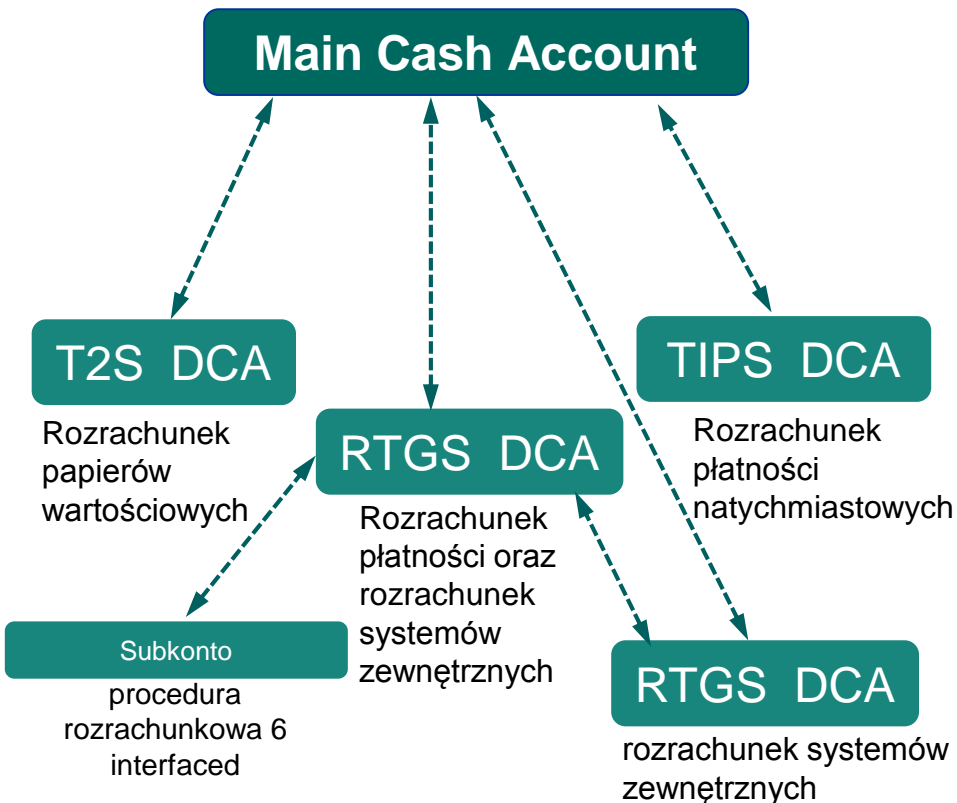 Main Cash Account
T2S DCA
Rozrachunek
papierów
wartościowych
RTGS DCA
Rozrachunek
płatności oraz
rozrachunek
systemów
zewnętrznych
TIPS DCA
Rozrachunek
płatności
natychmiastowych
Subkonto
procedura
rozrachunkowa 6
interfaced
RTGS DCA
rozrachunek systemów
zewnętrznych